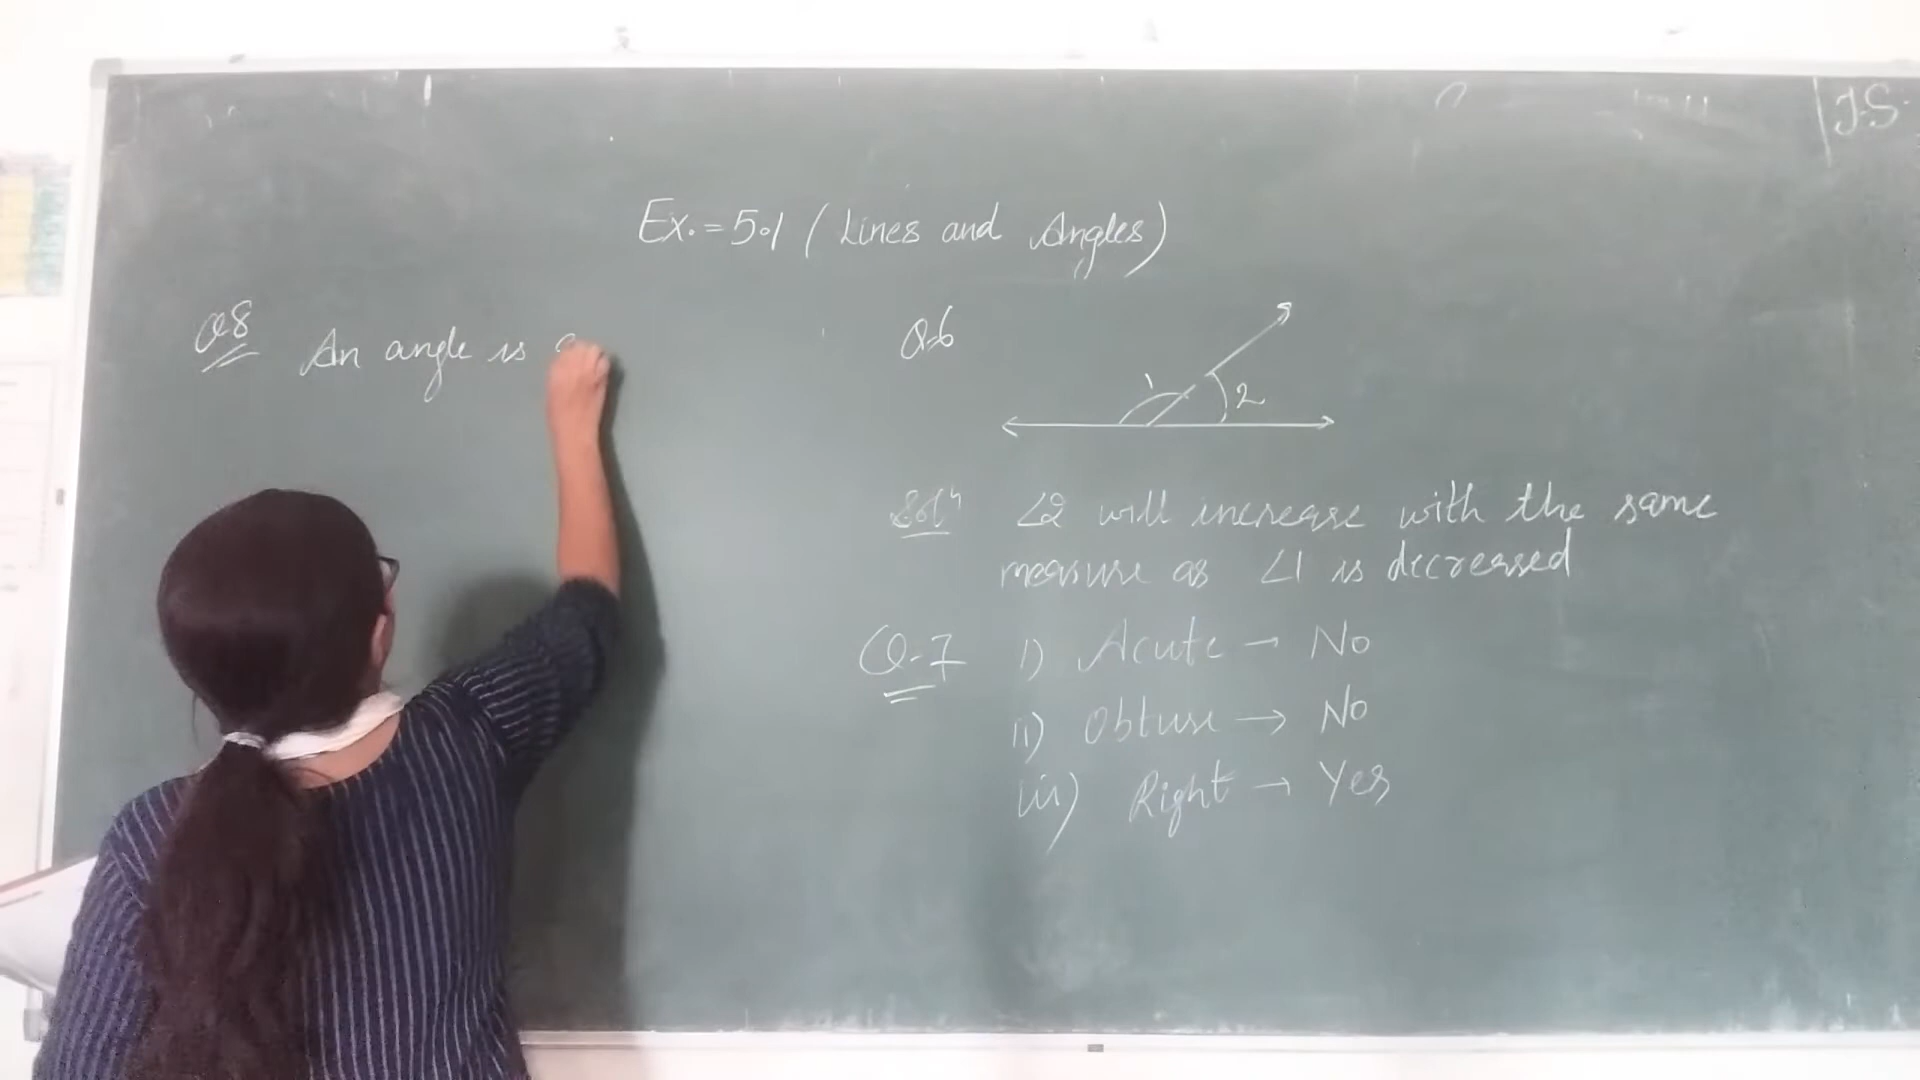 J.S.
Ex. = 5.1 (Lines and Angles)
Q8 An angle is
Q.6
1
2
Solⁿ ∠2 will increase with the same
measure as ∠1 is decreased
Q.7 i) Acute → No
ii) Obtuse → No
iii) Right → Yes